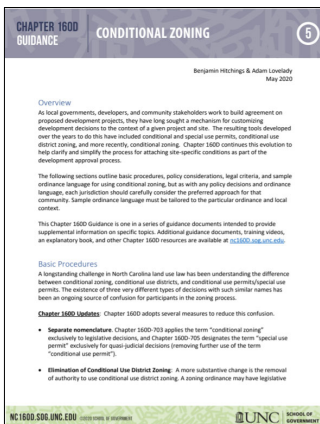 CHAPTER 160D
GUIDANCE
CONDITIONAL ZONING
5
Benjamin Hitchings & Adam Lovelady
May 2020
Overview
As local governments, developers, and community stakeholders work to build agreement on
proposed development projects, they have long sought a mechanism for customizing
development decisions to the context of a given project and site.  The resulting tools developed
over the years to do this have included conditional and special use permits, conditional use
district zoning, and more recently, conditional zoning.  Chapter 160D continues this evolution to
help clarify and simplify the process for attaching site-specific conditions as part of the
development approval process.
The following sections outline basic procedures, policy considerations, legal criteria, and sample
ordinance language for using conditional zoning, but as with any policy decisions and ordinance
language, each jurisdiction should carefully consider the preferred approach for that
community. Sample ordinance language must be tailored to the particular ordinance and local
context.
This Chapter 160D Guidance is one in a series of guidance documents intended to provide
supplemental information on specific topics. Additional guidance documents, training videos,
an explanatory book, and other Chapter 160D resources are available at nc160D.sog.unc.edu.
Basic Procedures
A longstanding challenge in North Carolina land use law has been understanding the difference
between conditional zoning, conditional use districts, and conditional use permits/special use
permits. The existence of three very different types of decisions with such similar names has
been an ongoing source of confusion for participants in the zoning process.
Chapter 160D Updates:  Chapter 160D adopts several measures to reduce this confusion.
• Separate nomenclature. Chapter 160D-703 applies the term “conditional zoning”
exclusively to legislative decisions, and Chapter 160D-705 designates the term “special use
permit” exclusively for quasi-judicial decisions (removing further use of the term
“conditional use permit”).
• Elimination of Conditional Use District Zoning:  A more substantive change is the removal
of authority to use conditional use district zoning. A zoning ordinance may have legislative
NC160D.SOG.UNC.EDU ©2020 SCHOOL OF GOVERNMENT
UNC SCHOOL OF
GOVERNMENT